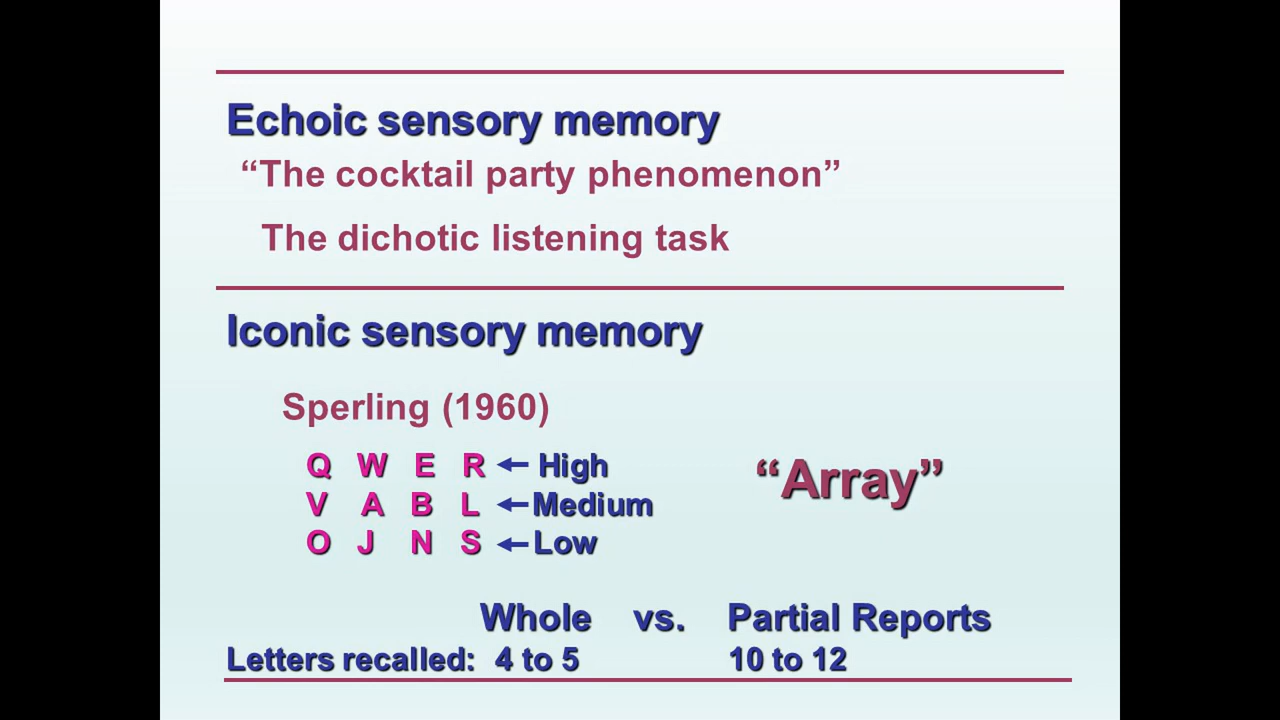 Echoic sensory memory
“The cocktail party phenomenon”
The dichotic listening task
Iconic sensory memory
Sperling (1960)
Q W E R ← High
“Array”
V A B L ← Medium
O J N S ← Low
Whole vs. Partial Reports
Letters recalled: 4 to 5 10 to 12